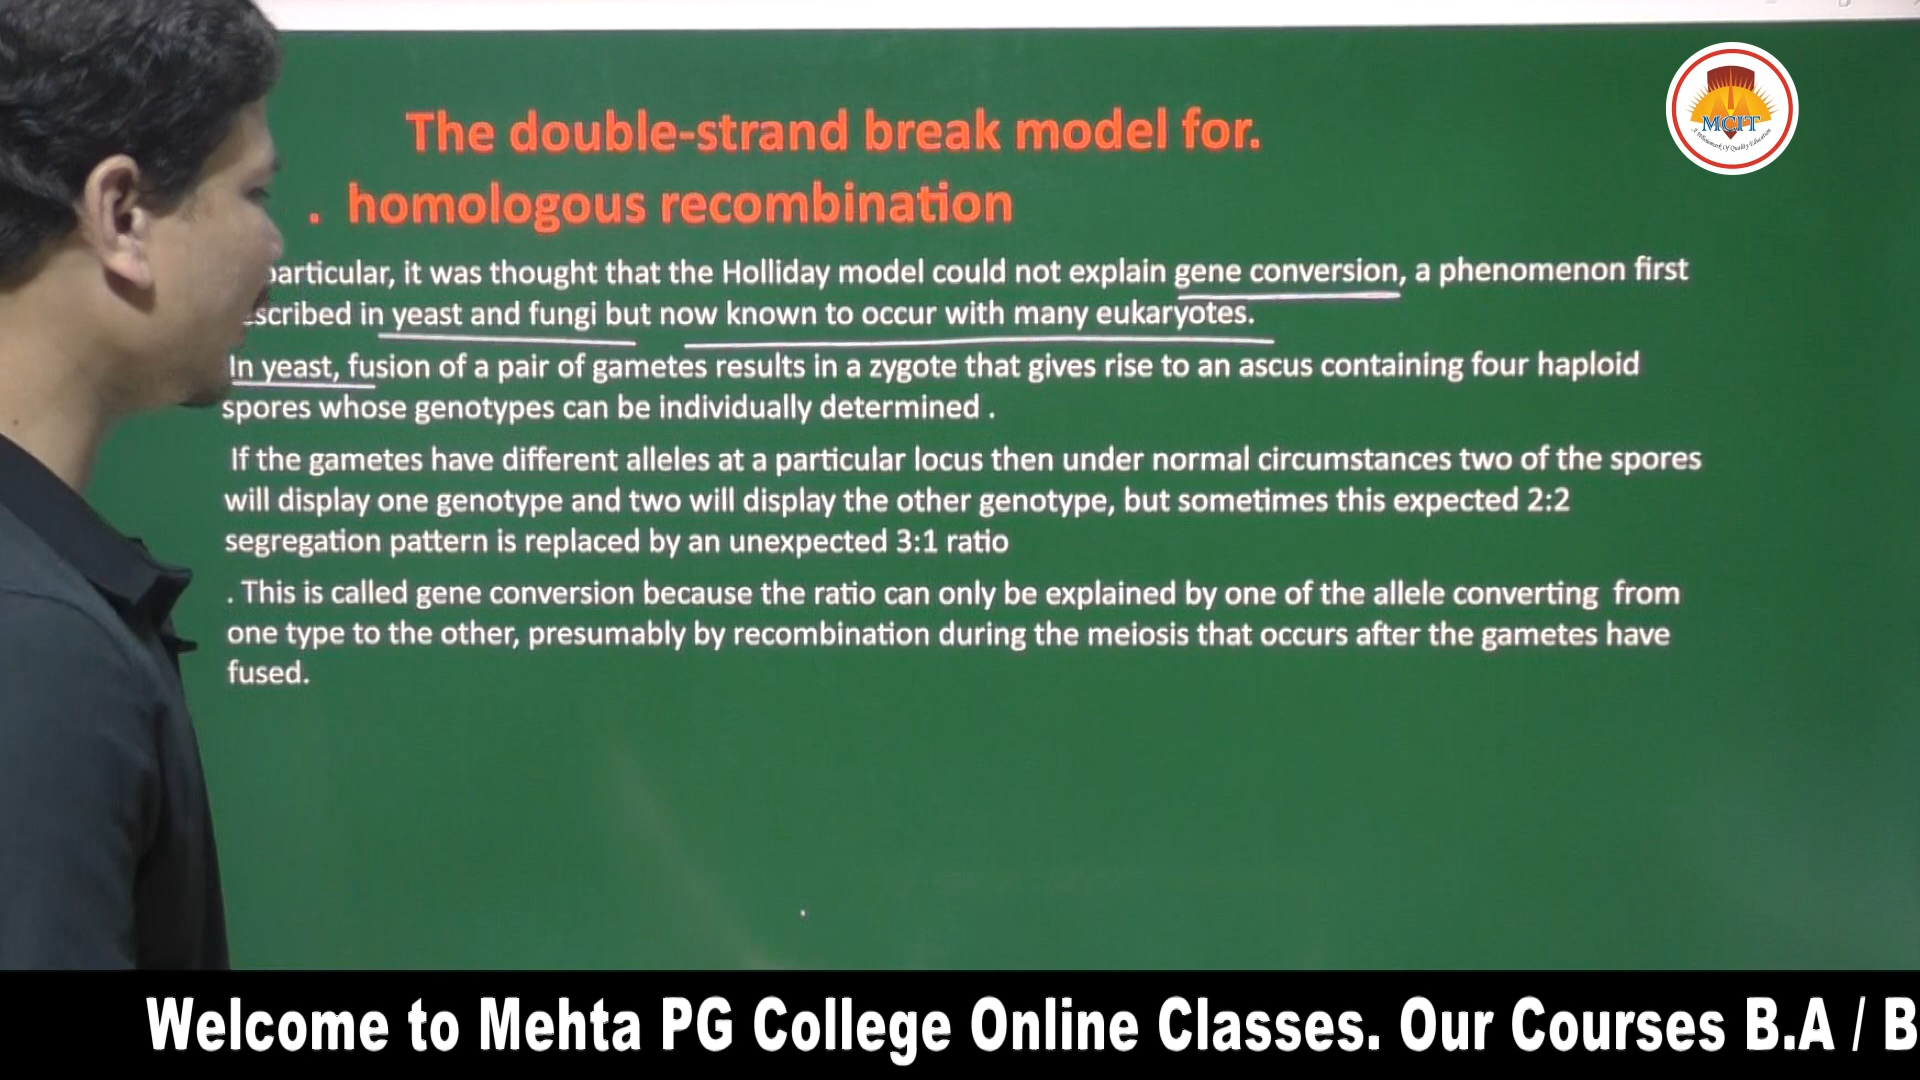 The double-strand break model for.
. homologous recombination
particular, it was thought that the Holliday model could not explain gene conversion, a phenomenon first
scribed in yeast and fungi but now known to occur with many eukaryotes.
In yeast, fusion of a pair of gametes results in a zygote that gives rise to an ascus containing four haploid
spores whose genotypes can be individually determined .
If the gametes have different alleles at a particular locus then under normal circumstances two of the spores
will display one genotype and two will display the other genotype, but sometimes this expected 2:2
segregation pattern is replaced by an unexpected 3:1 ratio
. This is called gene conversion because the ratio can only be explained by one of the allele converting from
one type to the other, presumably by recombination during the meiosis that occurs after the gametes have
fused.
MCIT
Welcome to Mehta PG College Online Classes. Our Courses B.A / B